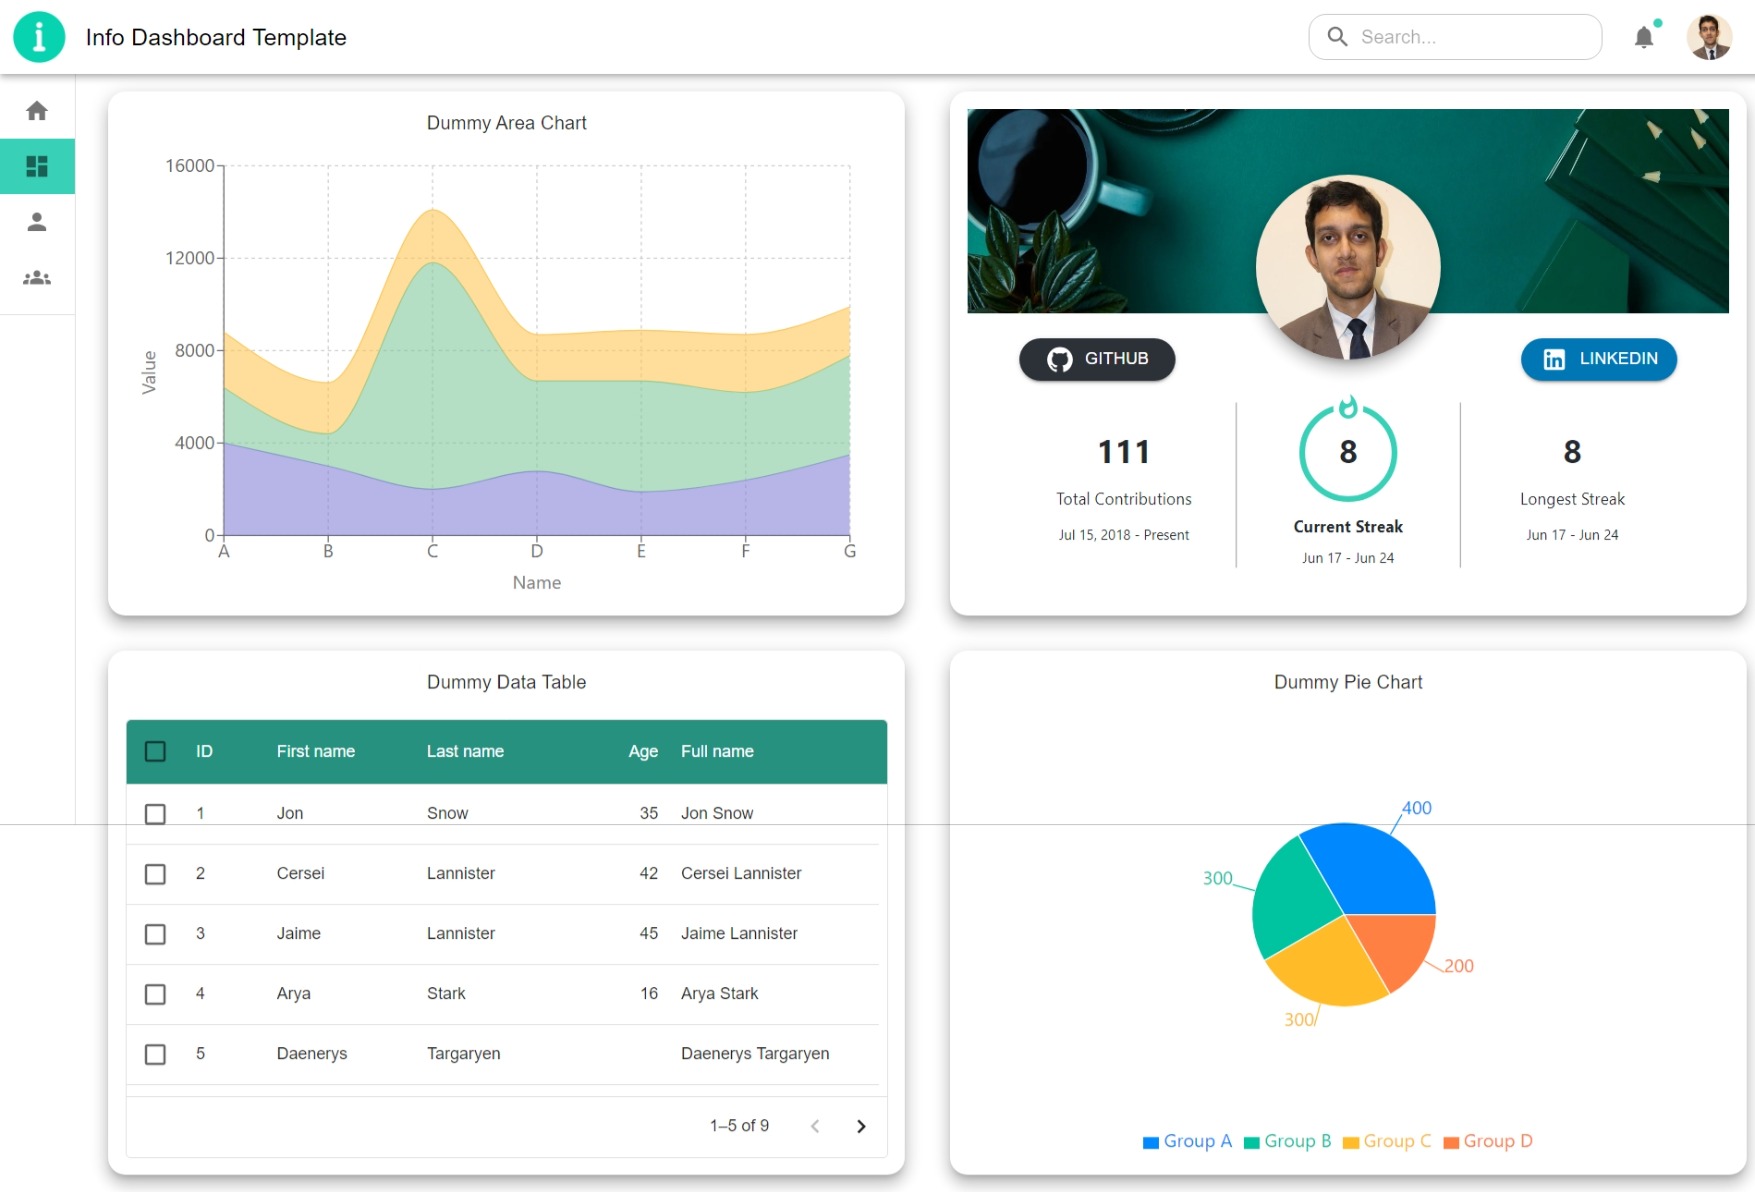 Info Dashboard Template
Search...
Dummy Area Chart
16000
12000
8000
4000
0
Value
A B C D E F G
Name
GITHUB
LINKEDIN
111
Total Contributions
Jul 15, 2018 - Present
8
Current Streak
Jun 17 - Jun 24
8
Longest Streak
Jun 17 - Jun 24
Dummy Data Table
ID First name Last name Age Full name
1 Jon Snow 35 Jon Snow
2 Cersei Lannister 42 Cersei Lannister
3 Jaime Lannister 45 Jaime Lannister
4 Arya Stark 16 Arya Stark
5 Daenerys Targaryen Daenerys Targaryen
1–5 of 9
Dummy Pie Chart
400
300
200
300
Group A Group B Group C Group D